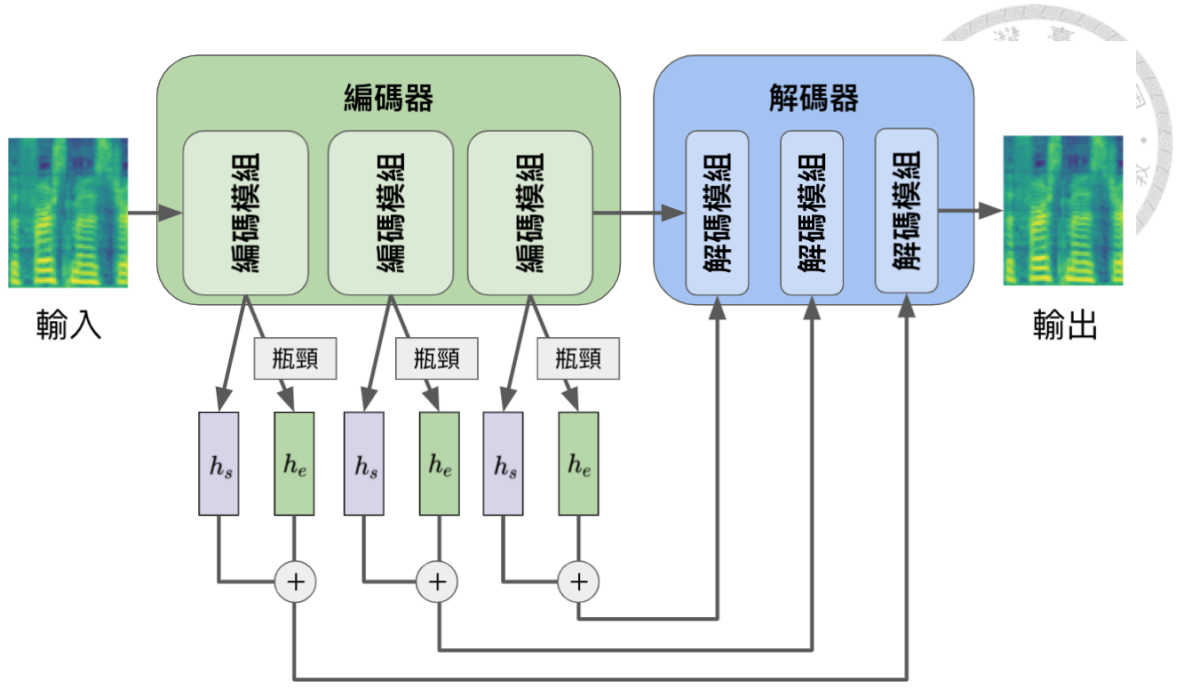 編碼器
解碼器
編碼模組
編碼模組
編碼模組
解碼模組
解碼模組
解碼模組
輸入
輸出
瓶頸
瓶頸
瓶頸
h_s
h_e
h_s
h_e
h_s
h_e
+
+
+